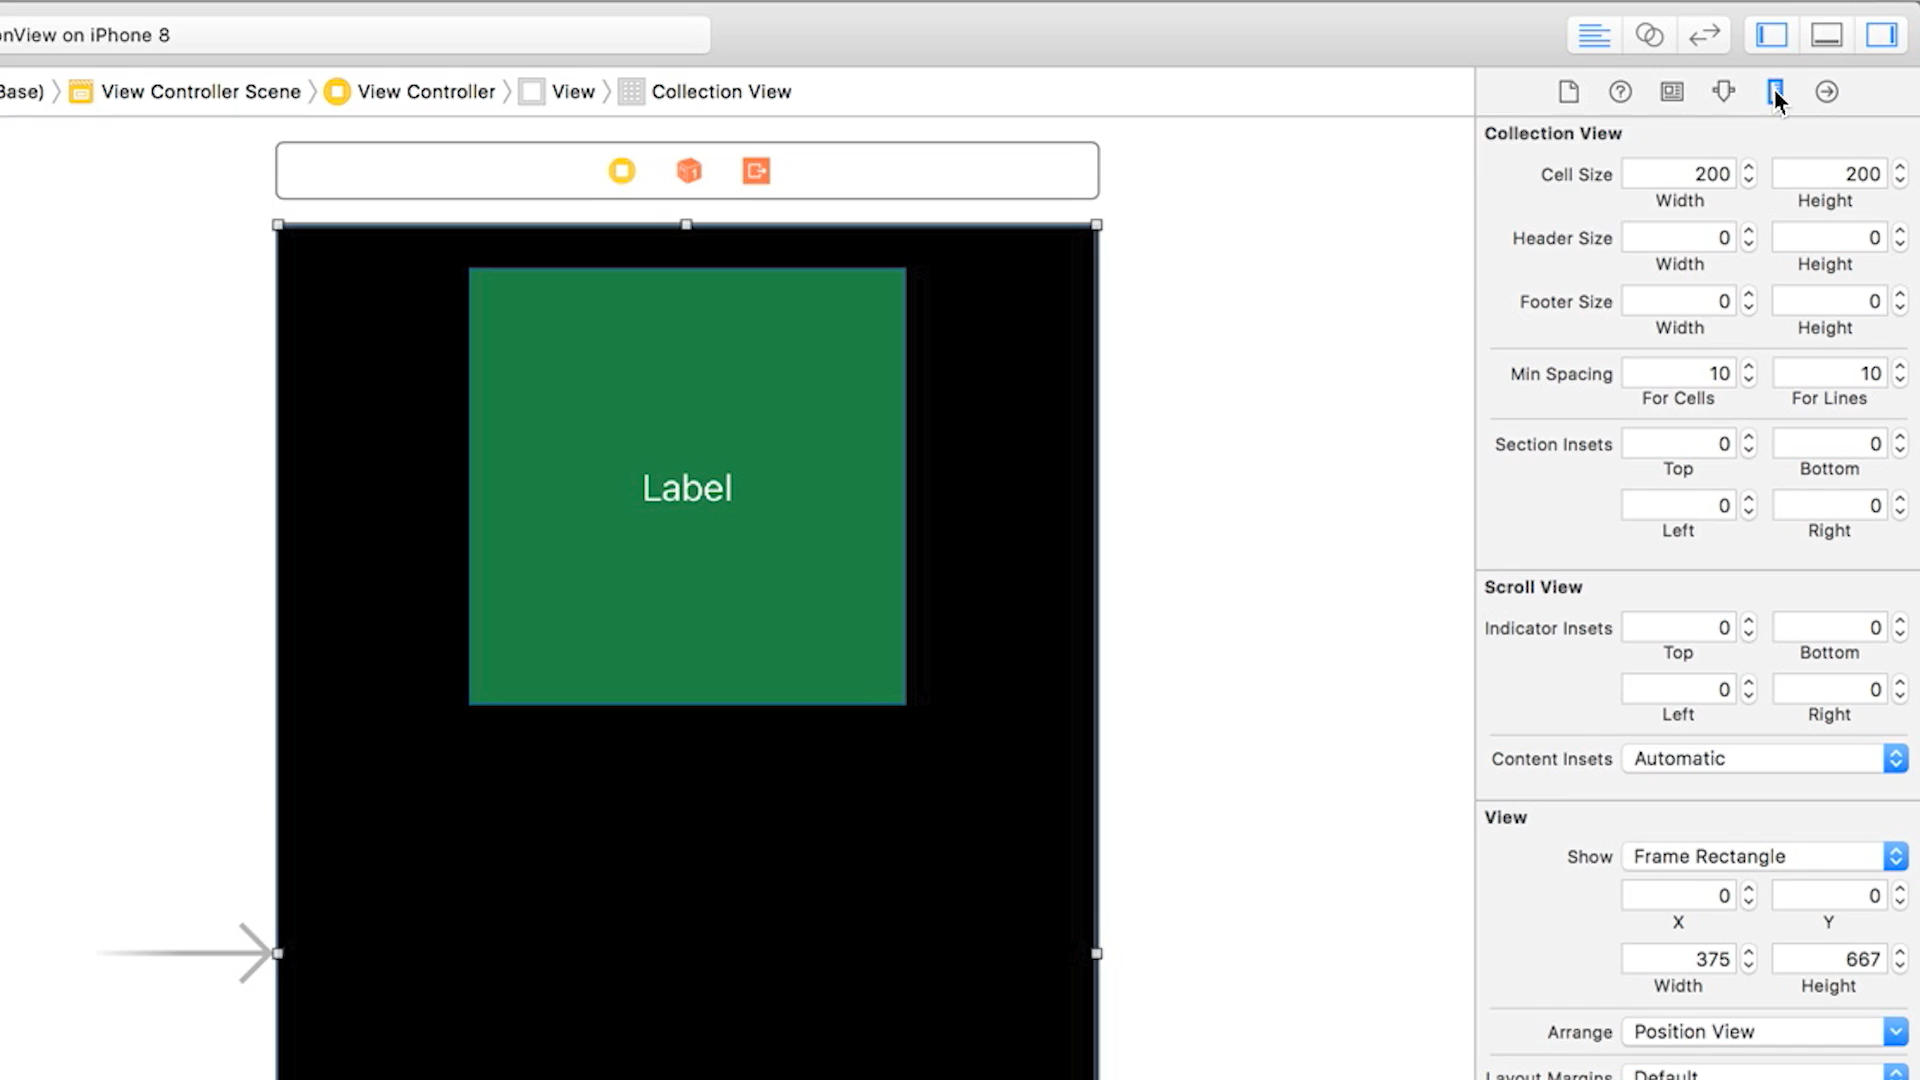 onView on iPhone 8
Base) View Controller Scene View Controller View Collection View
Collection View
Cell Size 200 200
Width Height
Header Size 0 0
Width Height
Footer Size 0 0
Width Height
Min Spacing 10 10
For Cells For Lines
Section Insets 0 0
Top Bottom
0 0
Left Right
Label
Scroll View
Indicator Insets 0 0
Top Bottom
0 0
Left Right
Content Insets Automatic
View
Show Frame Rectangle
0 0
X Y
375 667
Width Height
Arrange Position View
Layout Margins Default